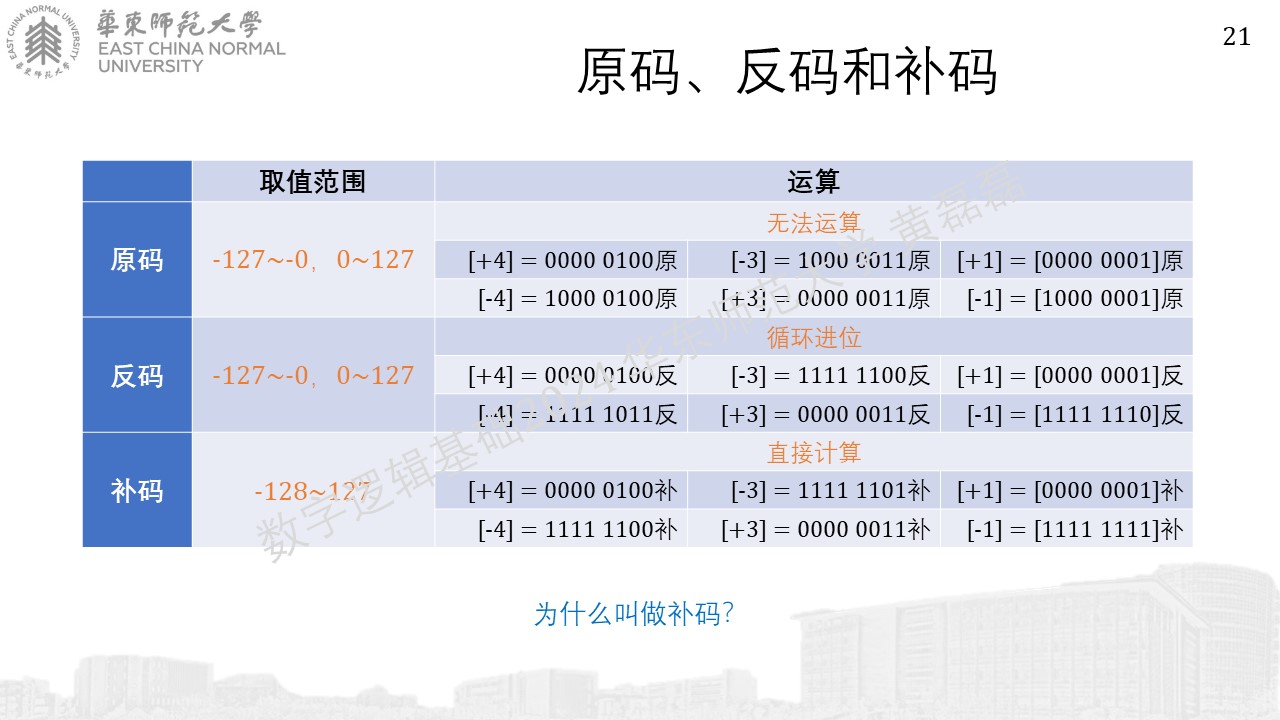 華東師範大學
EAST CHINA NORMAL
UNIVERSITY
21
原码、反码和补码
取值范围 运算
原码 -127~-0，0~127 无法运算
[+4] = 0000 0100原 [-3] = 1000 0011原 [+1] = [0000 0001]原
[-4] = 1000 0100原 [+3] = 0000 0011原 [-1] = [1000 0001]原
反码 -127~-0，0~127 循环进位
[+4] = 0000 0100反 [-3] = 1111 1100反 [+1] = [0000 0001]反
[-4] = 1111 1011反 [+3] = 0000 0011反 [-1] = [1111 1110]反
补码 -128~127 直接计算
[+4] = 0000 0100补 [-3] = 1111 1101补 [+1] = [0000 0001]补
[-4] = 1111 1100补 [+3] = 0000 0011补 [-1] = [1111 1111]补
数字逻辑基础2024 华东师范大学 黄磊磊
为什么叫做补码？